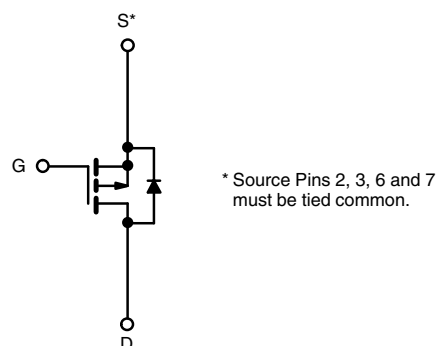 S*
G
* Source Pins 2, 3, 6 and 7
must be tied common.
D